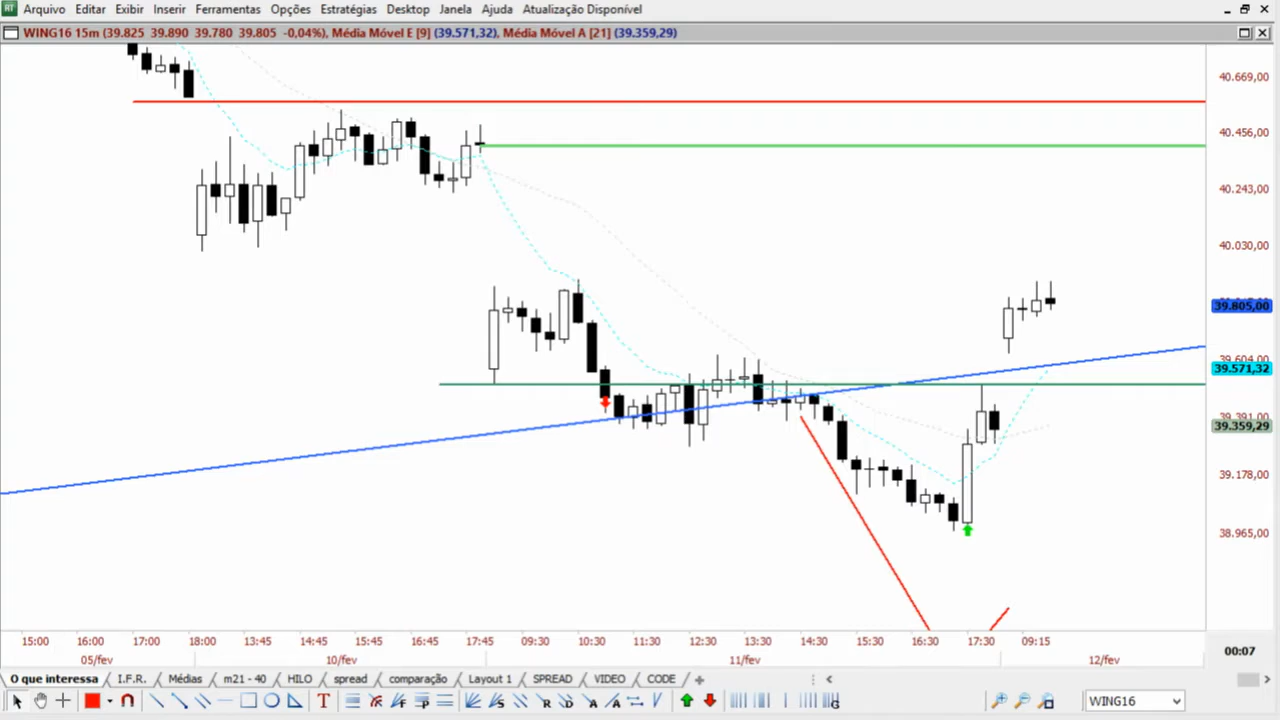 RT Arquivo Editar Exibir Inserir Ferramentas Opções Estratégias Desktop Janela Ajuda Atualização Disponível
WING16 15m (39.825 39.890 39.780 39.805 -0,04%), Média Móvel E [9] (39.571,32), Média Móvel A [21] (39.359,29)
40.669,00
40.456,00
40.243,00
40.030,00
39.805,00
39.604,00
39.571,32
39.391,00
39.359,29
39.178,00
38.965,00
15:00 16:00 17:00 18:00 13:45 14:45 15:45 16:45 17:45 09:30 10:30 11:30 12:30 13:30 14:30 15:30 16:30 17:30 09:15
05/fev 10/fev 11/fev 12/fev
00:07
O que interessa I.F.R. Médias m21 - 40 HILO spread comparação Layout 1 SPREAD VIDEO CODE
WING16